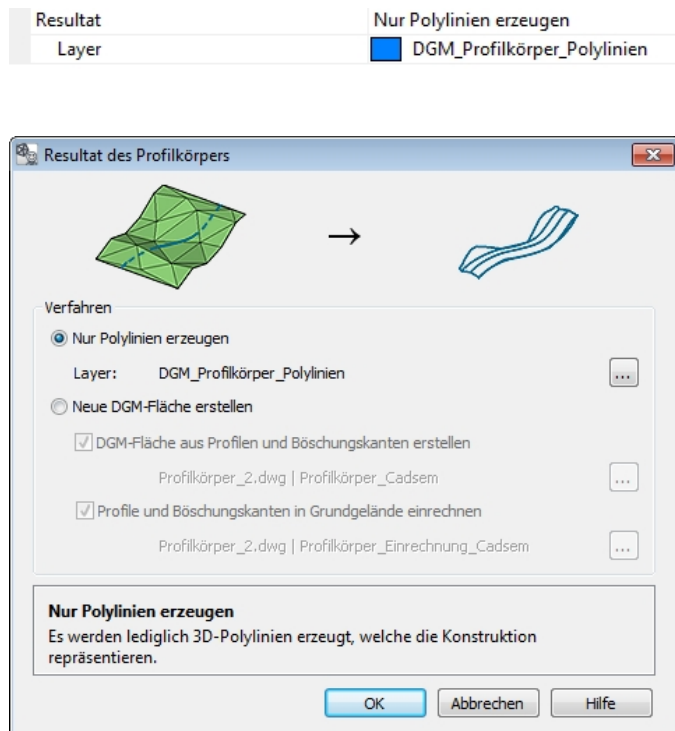 Resultat Nur Polylinien erzeugen
Layer DGM_Profilkörper_Polylinien
Resultat des Profilkörpers
Verfahren
Nur Polylinien erzeugen
Layer: DGM_Profilkörper_Polylinien
...
Neue DGM-Fläche erstellen
DGM-Fläche aus Profilen und Böschungskanten erstellen
Profilkörper_2.dwg | Profilkörper_Cadsem
...
Profile und Böschungskanten in Grundgelände einrechnen
Profilkörper_2.dwg | Profilkörper_Einrechnung_Cadsem
...
Nur Polylinien erzeugen
Es werden lediglich 3D-Polylinien erzeugt, welche die Konstruktion
repräsentieren.
OK Abbrechen Hilfe